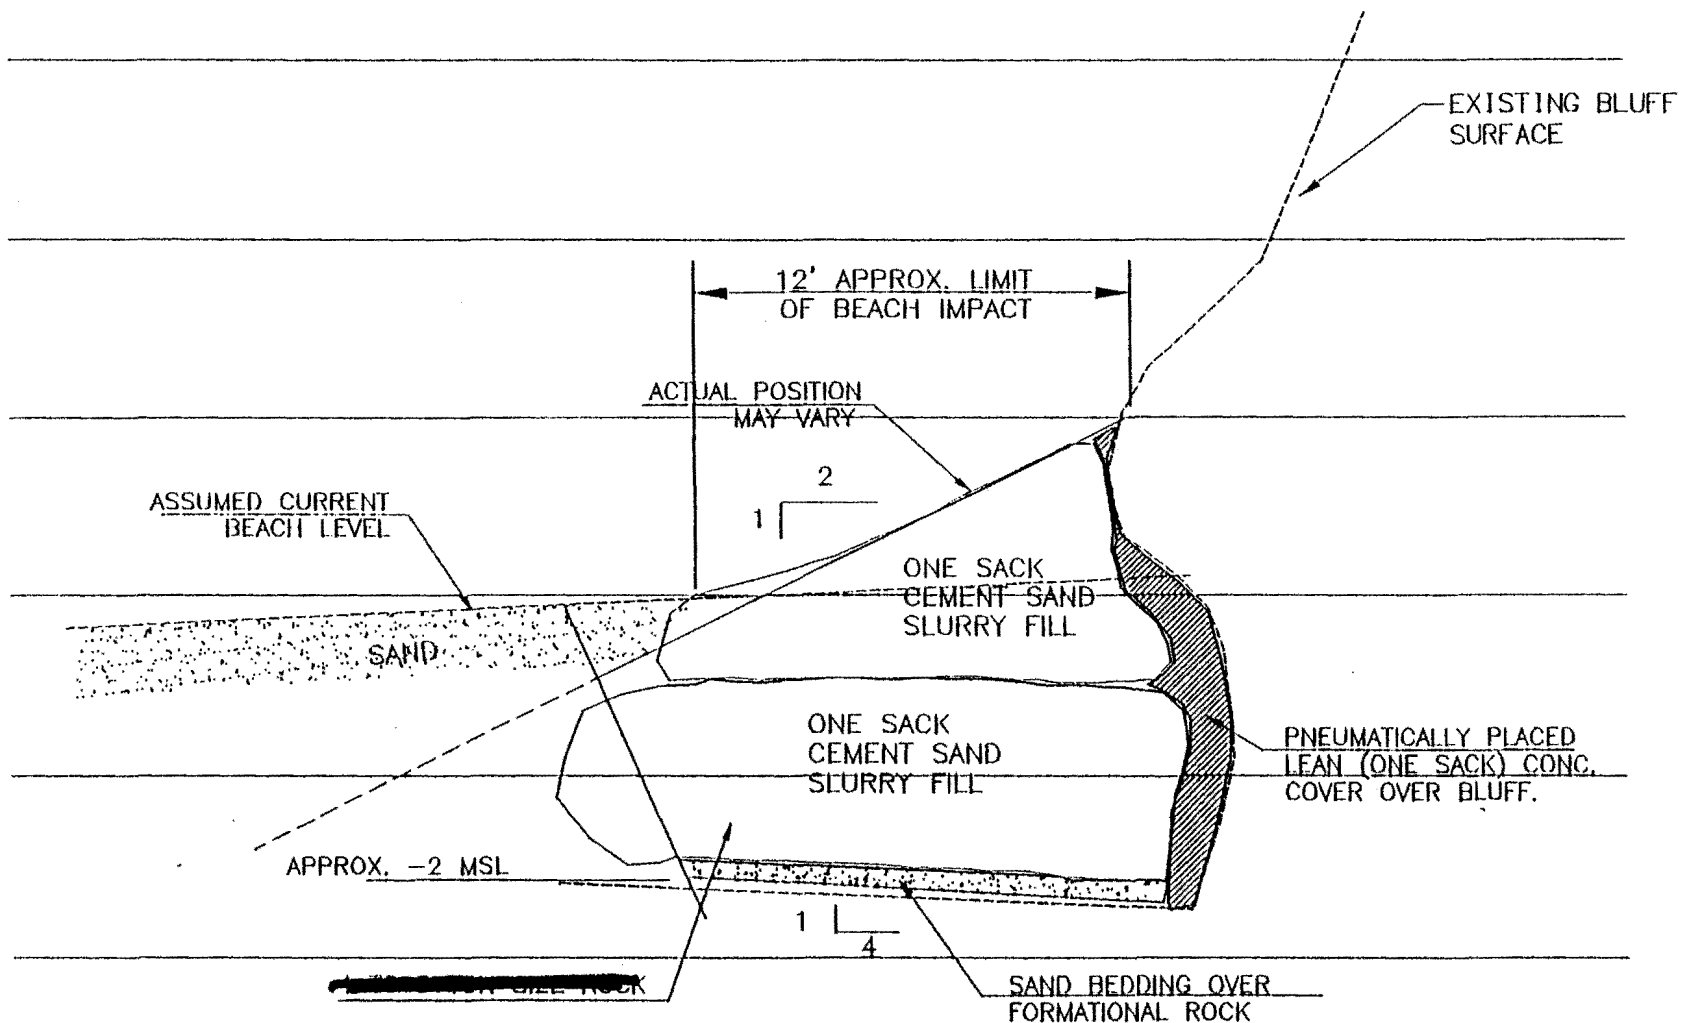 EXISTING BLUFF
SURFACE
12' APPROX. LIMIT
OF BEACH IMPACT
ACTUAL POSITION
MAY VARY
2
1
ASSUMED CURRENT
BEACH LEVEL
ONE SACK
CEMENT SAND
SLURRY FILL
SAND
ONE SACK
CEMENT SAND
SLURRY FILL
PNEUMATICALLY PLACED
LEAN (ONE SACK) CONC.
COVER OVER BLUFF.
APPROX. -2 MSL
1
4
SAND BEDDING OVER
FORMATIONAL ROCK